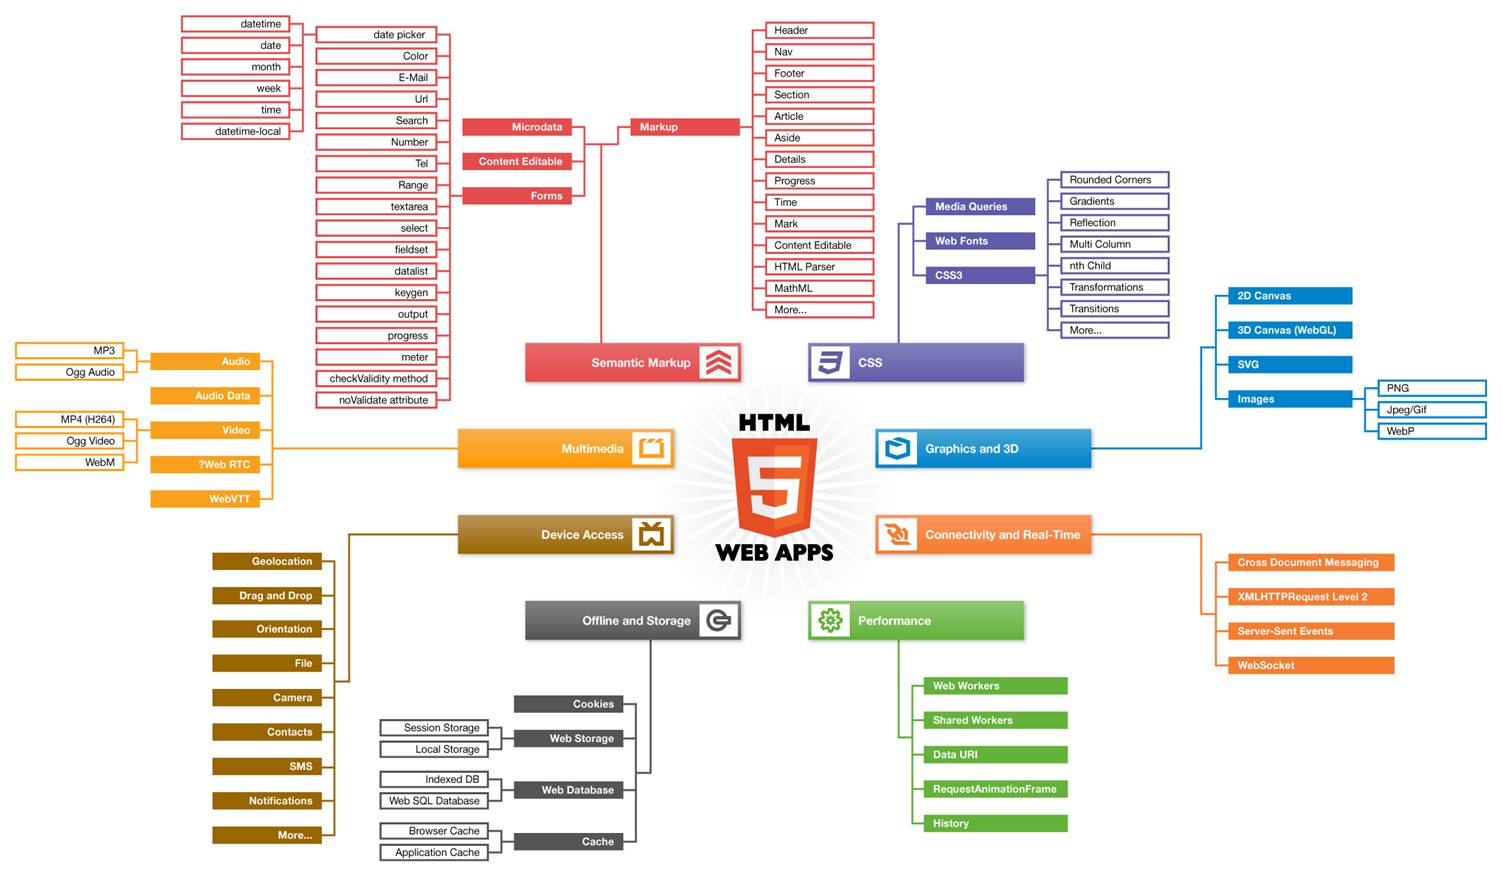 datetime
date
month
week
time
datetime-local
date picker
Color
E-Mail
Url
Search
Number
Tel
Range
textarea
select
fieldset
datalist
keygen
output
progress
meter
checkValidity method
noValidate attribute
Microdata
Content Editable
Forms
Markup
Header
Nav
Footer
Section
Article
Aside
Details
Progress
Time
Mark
Content Editable
HTML Parser
MathML
More...
Semantic Markup
Media Queries
Web Fonts
CSS3
Rounded Corners
Gradients
Reflection
Multi Column
nth Child
Transformations
Transitions
More...
CSS
2D Canvas
3D Canvas (WebGL)
SVG
Images
PNG
Jpeg/Gif
WebP
Graphics and 3D
MP3
Ogg Audio
Audio
Audio Data
MP4 (H264)
Ogg Video
WebM
Video
?Web RTC
WebVTT
Multimedia
HTML
5
WEB APPS
Device Access
Geolocation
Drag and Drop
Orientation
File
Camera
Contacts
SMS
Notifications
More...
Connectivity and Real-Time
Cross Document Messaging
XMLHTTPRequest Level 2
Server-Sent Events
WebSocket
Offline and Storage
Cookies
Session Storage
Local Storage
Web Storage
Indexed DB
Web SQL Database
Web Database
Browser Cache
Application Cache
Cache
Performance
Web Workers
Shared Workers
Data URI
RequestAnimationFrame
History